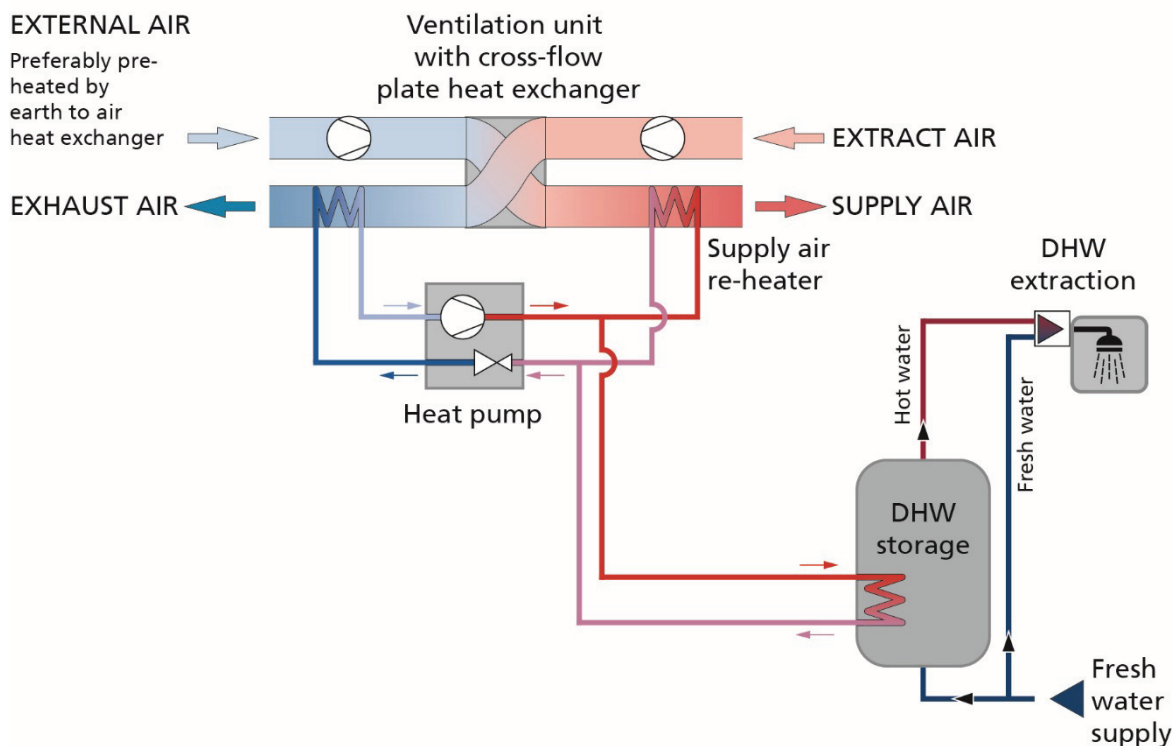 EXTERNAL AIR
Preferably pre-
heated by
earth to air
heat exchanger
Ventilation unit
with cross-flow
plate heat exchanger
EXTRACT AIR
EXHAUST AIR
SUPPLY AIR
Supply air
re-heater
DHW
extraction
Heat pump
Hot water
Fresh water
DHW
storage
Fresh
water
supply